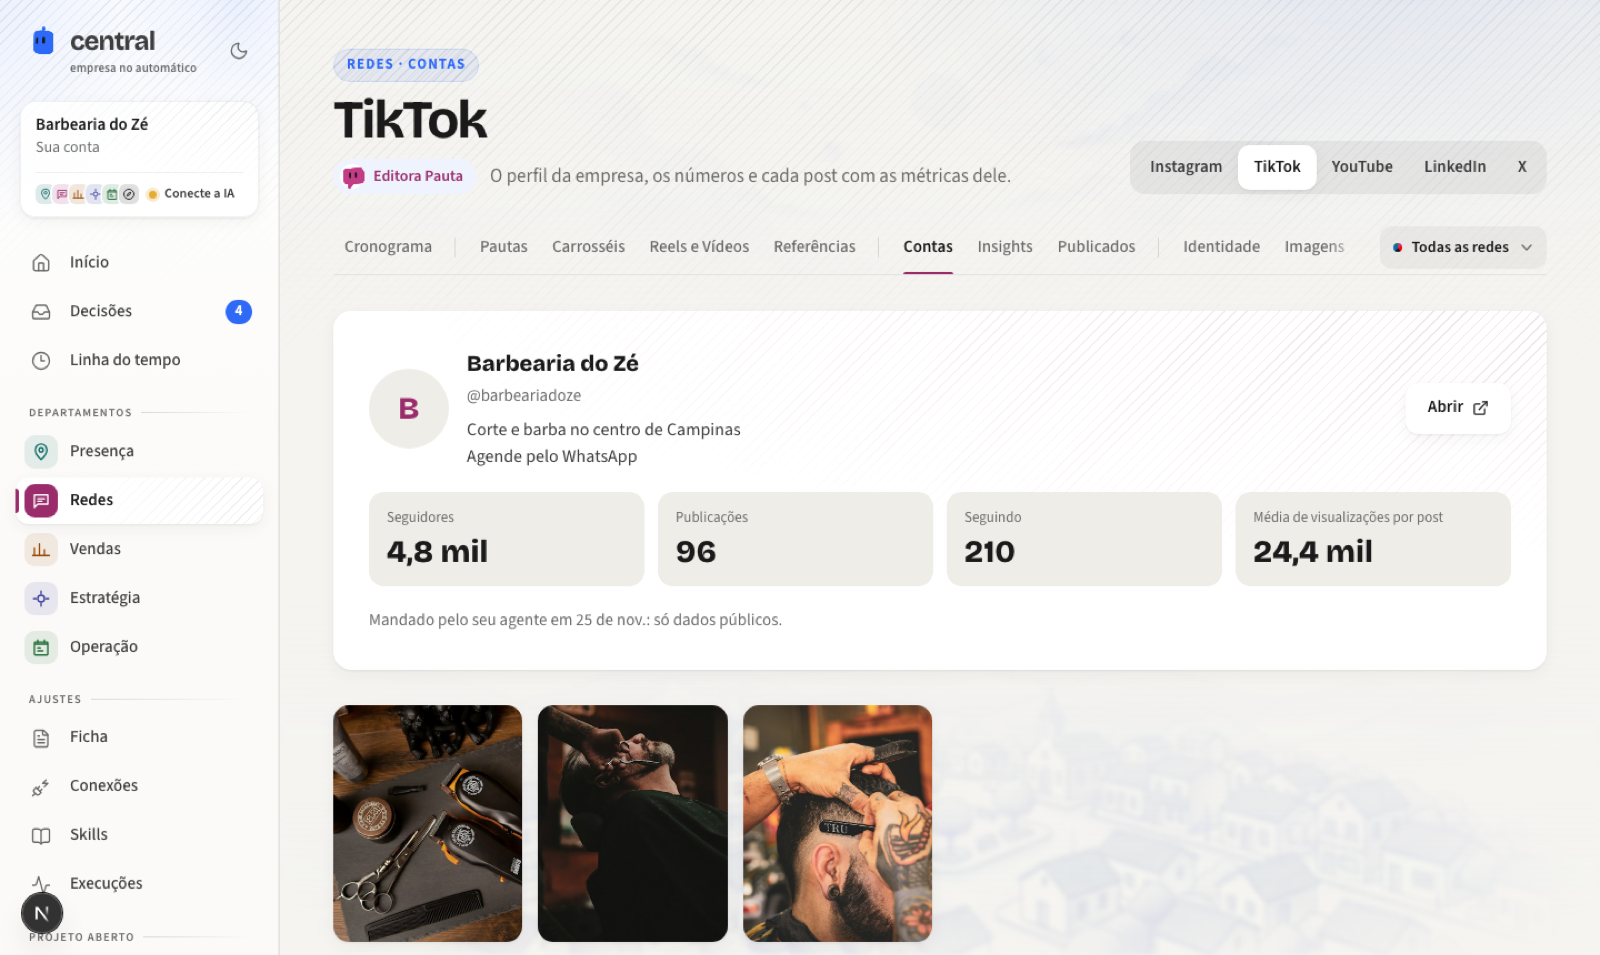 central
empresa no automático
Barbearia do Zé
Sua conta
Conecte a IA
Início
Decisões
4
Linha do tempo
DEPARTAMENTOS
Presença
Redes
Vendas
Estratégia
Operação
AJUSTES
Ficha
Conexões
Skills
Execuções
N
PROJETO ABERTO
REDES · CONTAS
TikTok
Editora Pauta
O perfil da empresa, os números e cada post com as métricas dele.
Instagram
TikTok
YouTube
LinkedIn
X
Cronograma
Pautas
Carrosséis
Reels e Vídeos
Referências
Contas
Insights
Publicados
Identidade
Imagens
Todas as redes
Barbearia do Zé
@barbeariadoze
Corte e barba no centro de Campinas
Agende pelo WhatsApp
Abrir
Seguidores
4,8 mil
Publicações
96
Seguindo
210
Média de visualizações por post
24,4 mil
Mandado pelo seu agente em 25 de nov.: só dados públicos.
B
TRU